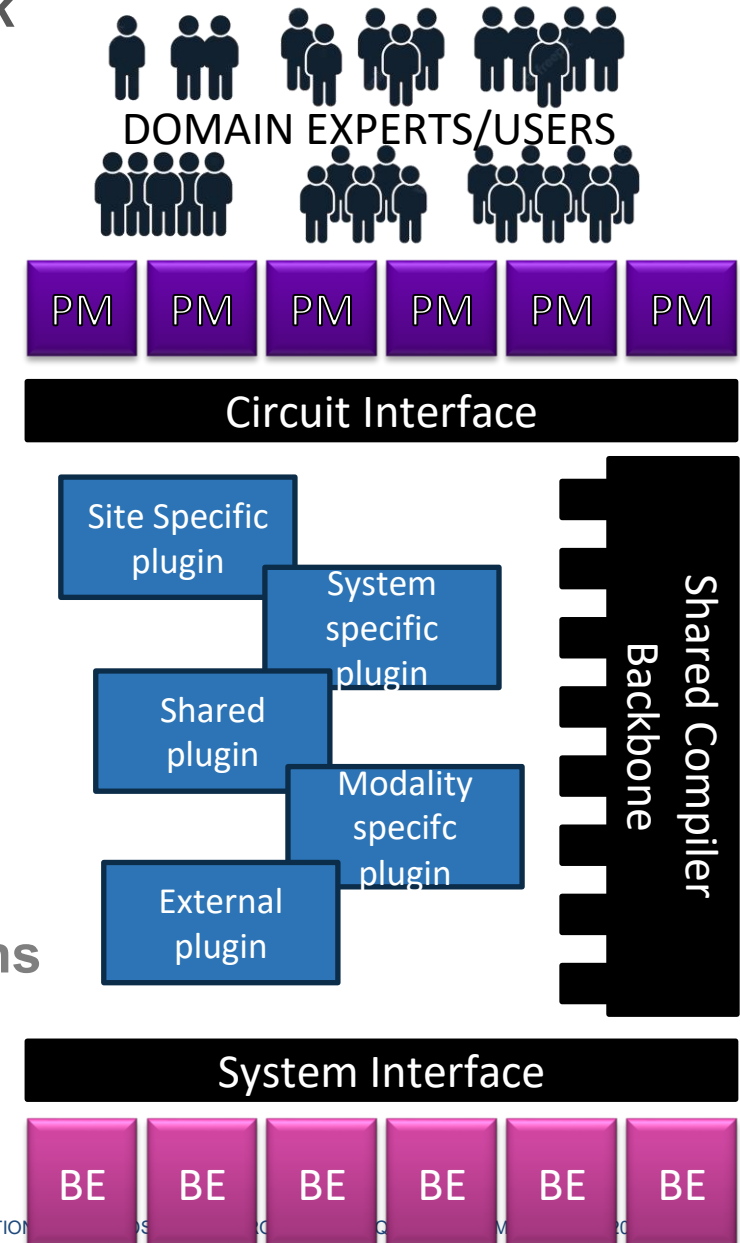 DOMAIN EXPERTS/USERS
PM PM PM PM PM PM
Circuit Interface
Site Specific
plugin
System
specific
plugin
Shared
plugin
Modality
specifc
plugin
External
plugin
Shared Compiler
Backbone
System Interface
BE BE BE BE BE BE